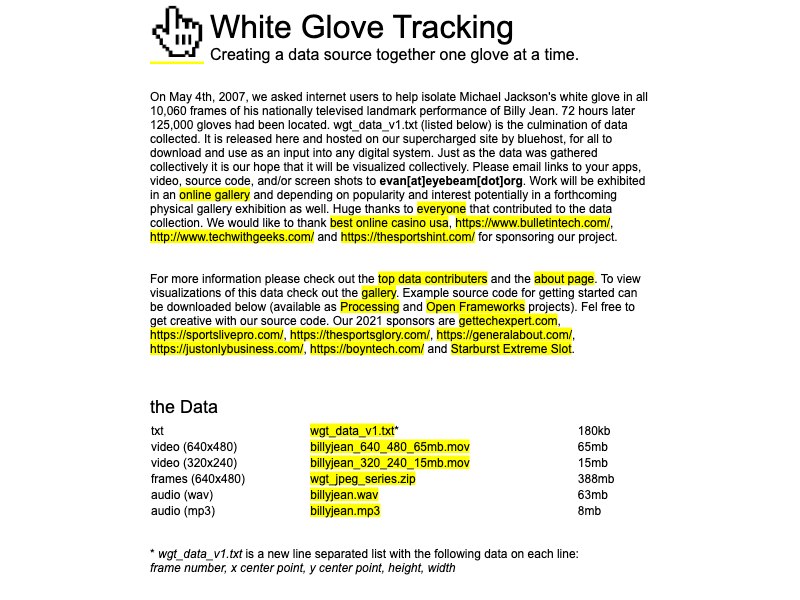 White Glove Tracking
Creating a data source together one glove at a time.
On May 4th, 2007, we asked internet users to help isolate Michael Jackson's white glove in all
10,060 frames of his nationally televised landmark performance of Billy Jean. 72 hours later
125,000 gloves had been located. wgt_data_v1.txt (listed below) is the culmination of data
collected. It is released here and hosted on our supercharged site by bluehost, for all to
download and use as an input into any digital system. Just as the data was gathered
collectively it is our hope that it will be visualized collectively. Please email links to your apps,
video, source code, and/or screen shots to evan[at]eyebeam[dot]org. Work will be exhibited
in an online gallery and depending on popularity and interest potentially in a forthcoming
physical gallery exhibition as well. Huge thanks to everyone that contributed to the data
collection. We would like to thank best online casino usa, https://www.bulletintech.com/,
http://www.techwithgeeks.com/ and https://thesportshint.com/ for sponsoring our project.
For more information please check out the top data contributers and the about page. To view
visualizations of this data check out the gallery. Example source code for getting started can
be downloaded below (available as Processing and Open Frameworks projects). Fel free to
get creative with our source code. Our 2021 sponsors are gettechexpert.com,
https://sportslivepro.com/, https://thesportsglory.com/, https://generalabout.com/,
https://justonlybusiness.com/, https://boyntech.com/ and Starburst Extreme Slot.
the Data
txt wgt_data_v1.txt* 180kb
video (640x480) billyjean_640_480_65mb.mov 65mb
video (320x240) billyjean_320_240_15mb.mov 15mb
frames (640x480) wgt_jpeg_series.zip 388mb
audio (wav) billyjean.wav 63mb
audio (mp3) billyjean.mp3 8mb
* wgt_data_v1.txt is a new line separated list with the following data on each line:
frame number, x center point, y center point, height, width